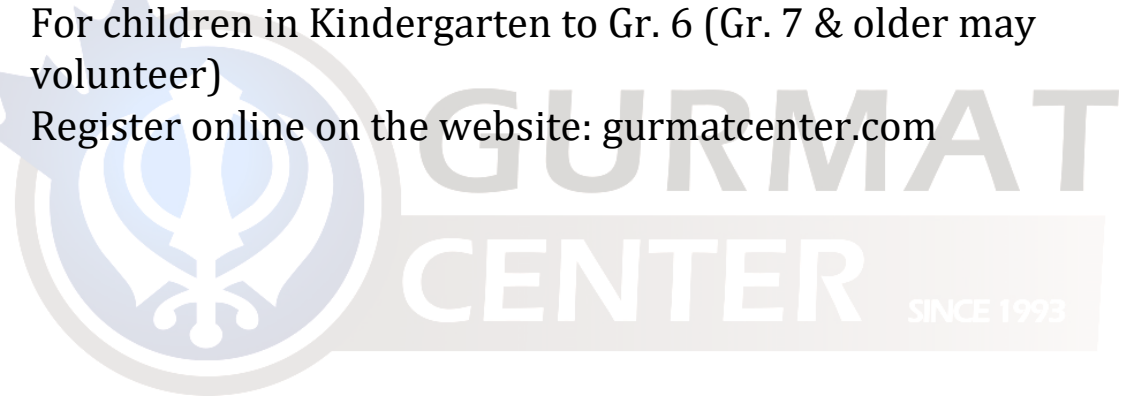 For children in Kindergarten to Gr. 6 (Gr. 7 & older may
volunteer)
Register online on the website: gurmatcenter.com
GURMAT
CENTER
SINCE 1993